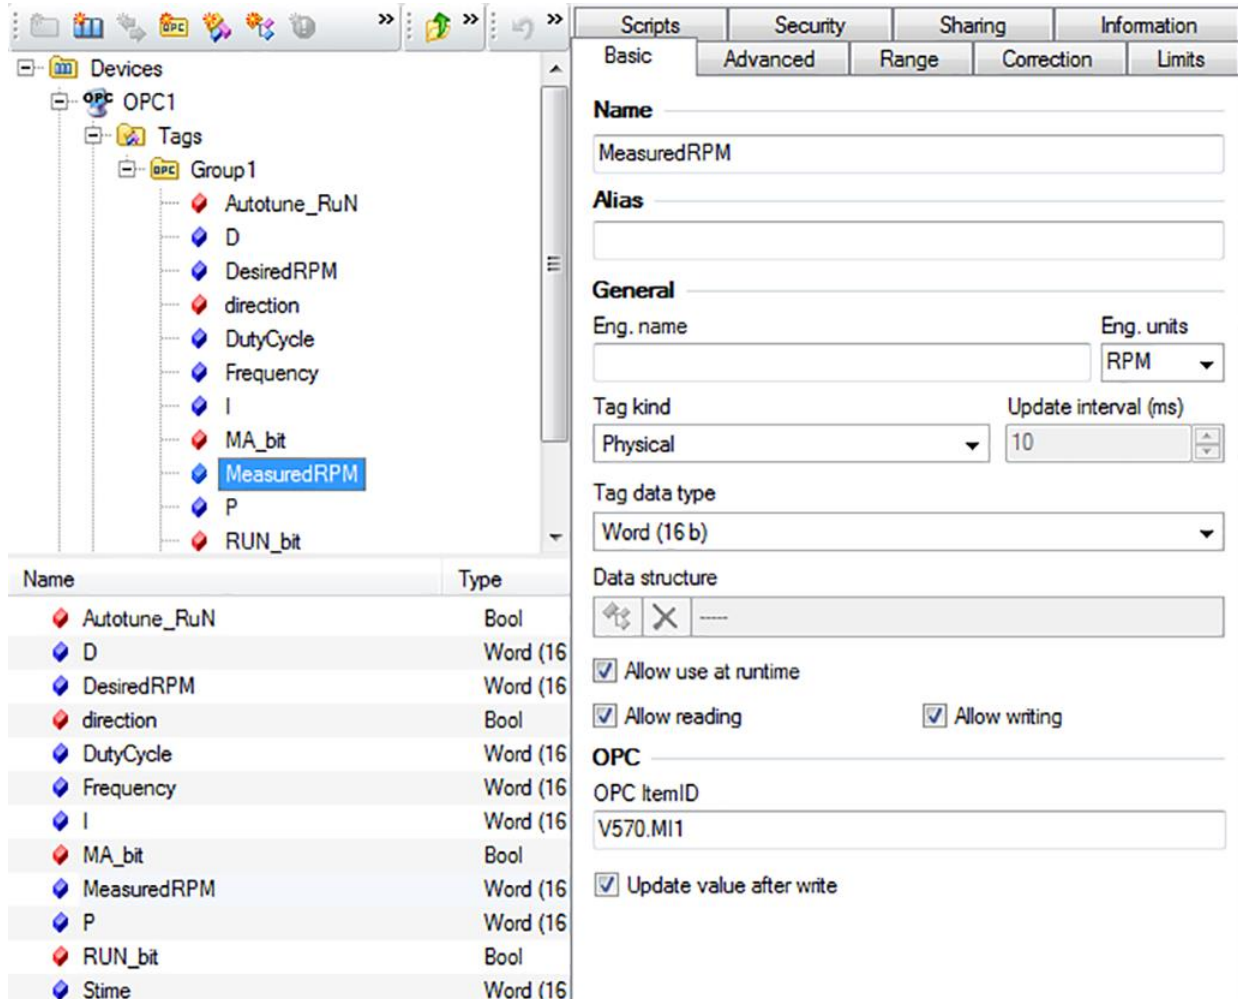 Devices
OPC1
Tags
Group1
Autotune_RuN
D
DesiredRPM
direction
DutyCycle
Frequency
I
MA_bit
MeasuredRPM
P
RUN_bit
Name Type
Autotune_RuN Bool
D Word (16
DesiredRPM Word (16
direction Bool
DutyCycle Word (16
Frequency Word (16
I Word (16
MA_bit Bool
MeasuredRPM Word (16
P Word (16
RUN_bit Bool
Stime Word (16
Scripts Security Sharing Information
Basic Advanced Range Correction Limits
Name
MeasuredRPM
Alias
General
Eng. name Eng. units
RPM
Tag kind Update interval (ms)
Physical 10
Tag data type
Word (16 b)
Data structure
-----
Allow use at runtime
Allow reading Allow writing
OPC
OPC ItemID
V570.MI1
Update value after write